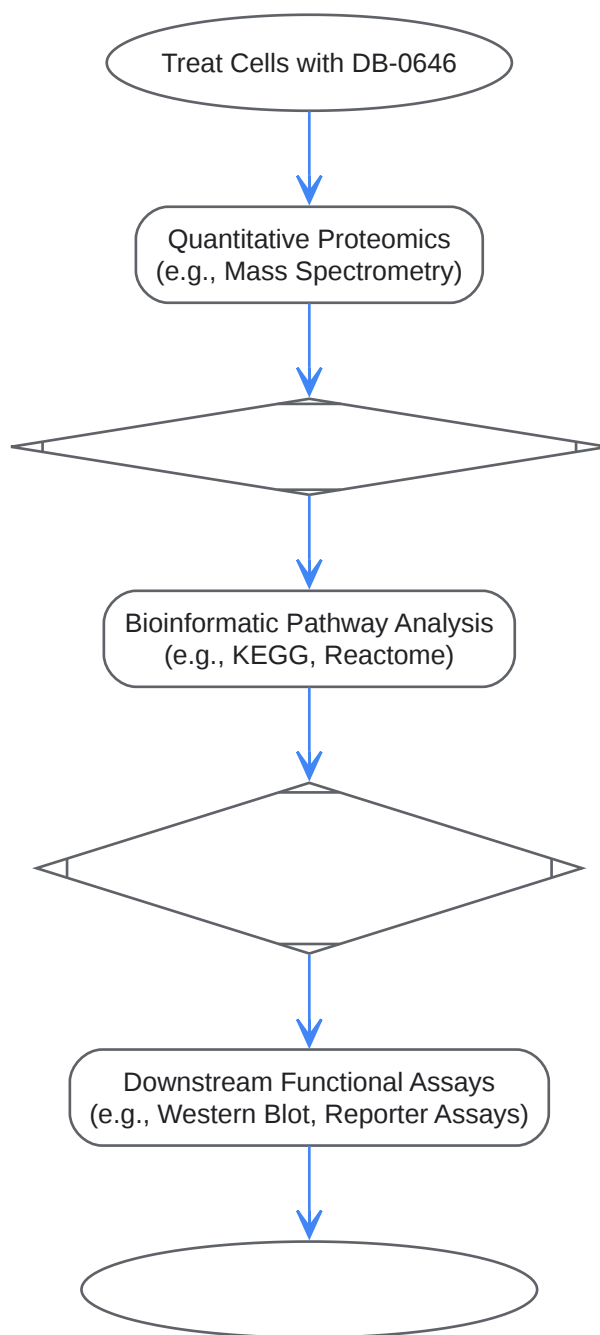 Treat Cells with DB-0646
Quantitative Proteomics
(e.g., Mass Spectrometry)
Bioinformatic Pathway Analysis
(e.g., KEGG, Reactome)
Downstream Functional Assays
(e.g., Western Blot, Reporter Assays)